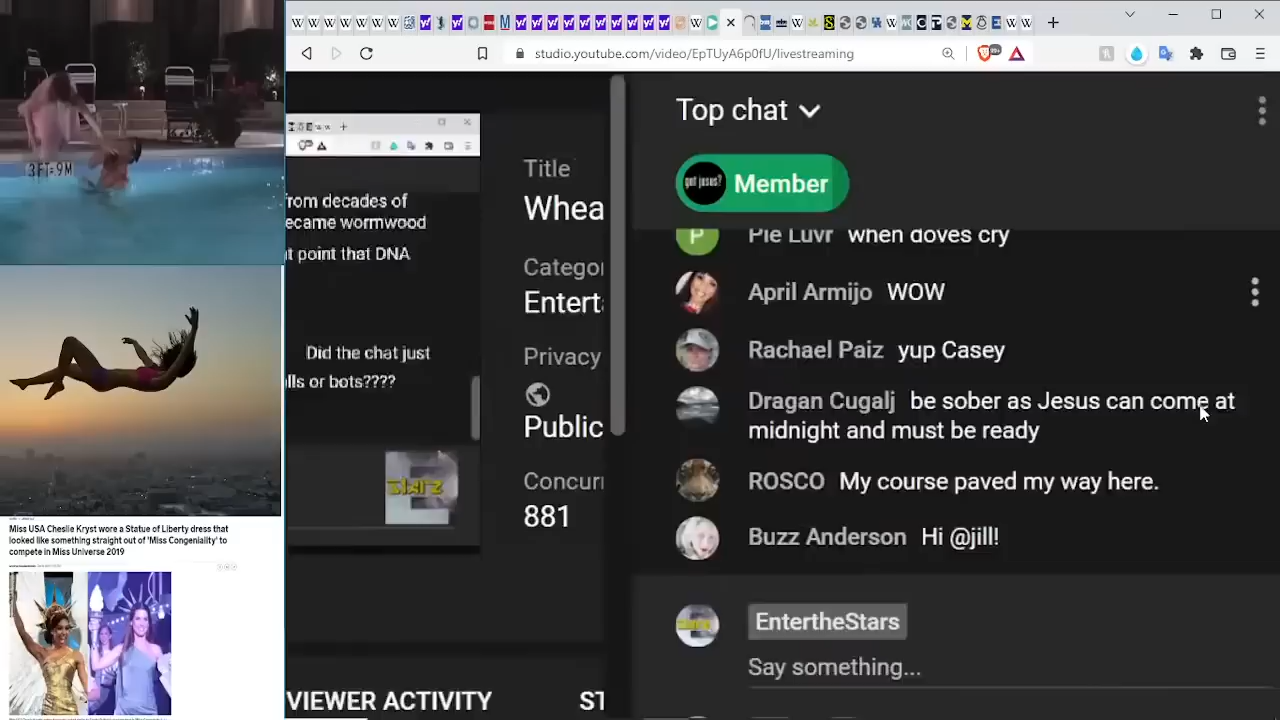 studio.youtube.com/video/EpTUyA6p0fU/livestreaming
3FT=9M
Miss USA Cheslie Kryst wore a Statue of Liberty dress that
looked like something straight out of 'Miss Congeniality' to
compete in Miss Universe 2019
rom decades of
ecame wormwood
t point that DNA
Did the chat just
lls or bots????
Title
Whea
Privacy
Public
881
VIEWER ACTIVITY
ST
Top chat
got jesus?
Member
P
Pie Luvr when doves cry
April Armijo WOW
Rachael Paiz yup Casey
Dragan Cugalj be sober as Jesus can come at
midnight and must be ready
ROSCO My course paved my way here.
Buzz Anderson Hi @jill!
EntertheStars
Say something...